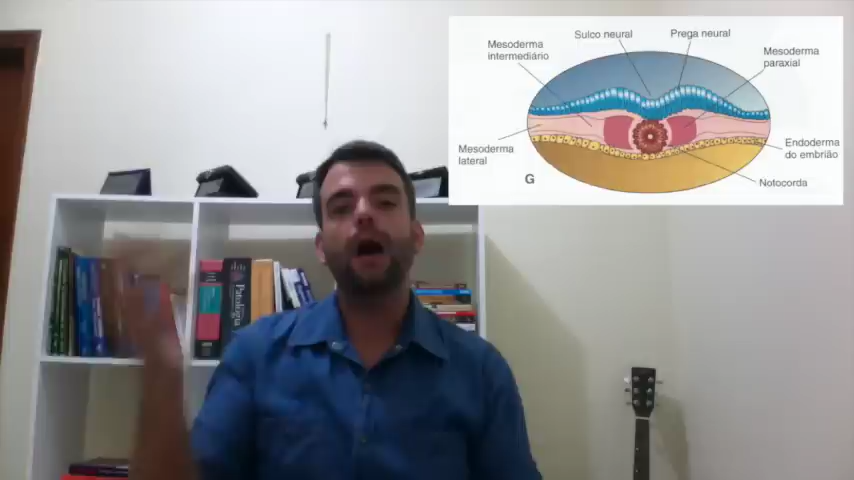 Sulco neural
Prega neural
Mesoderma
intermediário
Mesoderma
paraxial
Mesoderma
lateral
Endoderma
do embrião
G
Notocorda
Patologia